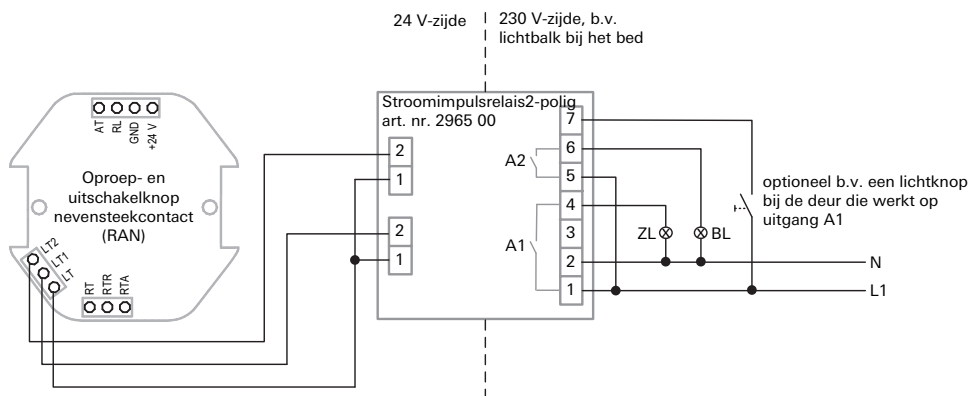 24 V-zijde
230 V-zijde, b.v.
lichtbalk bij het bed
AT
RL
GND
+24 V
Oproep- en
uitschakelknop
nevensteekcontact
(RAN)
LT2
LT1
LT
RT
RTR
RTA
Stroomimpulsrelais2-polig
art. nr. 2965 00
2
1
2
1
A2
A1
7
6
5
4
3
2
1
ZL
BL
optioneel b.v. een lichtknop
bij de deur die werkt op
uitgang A1
N
L1